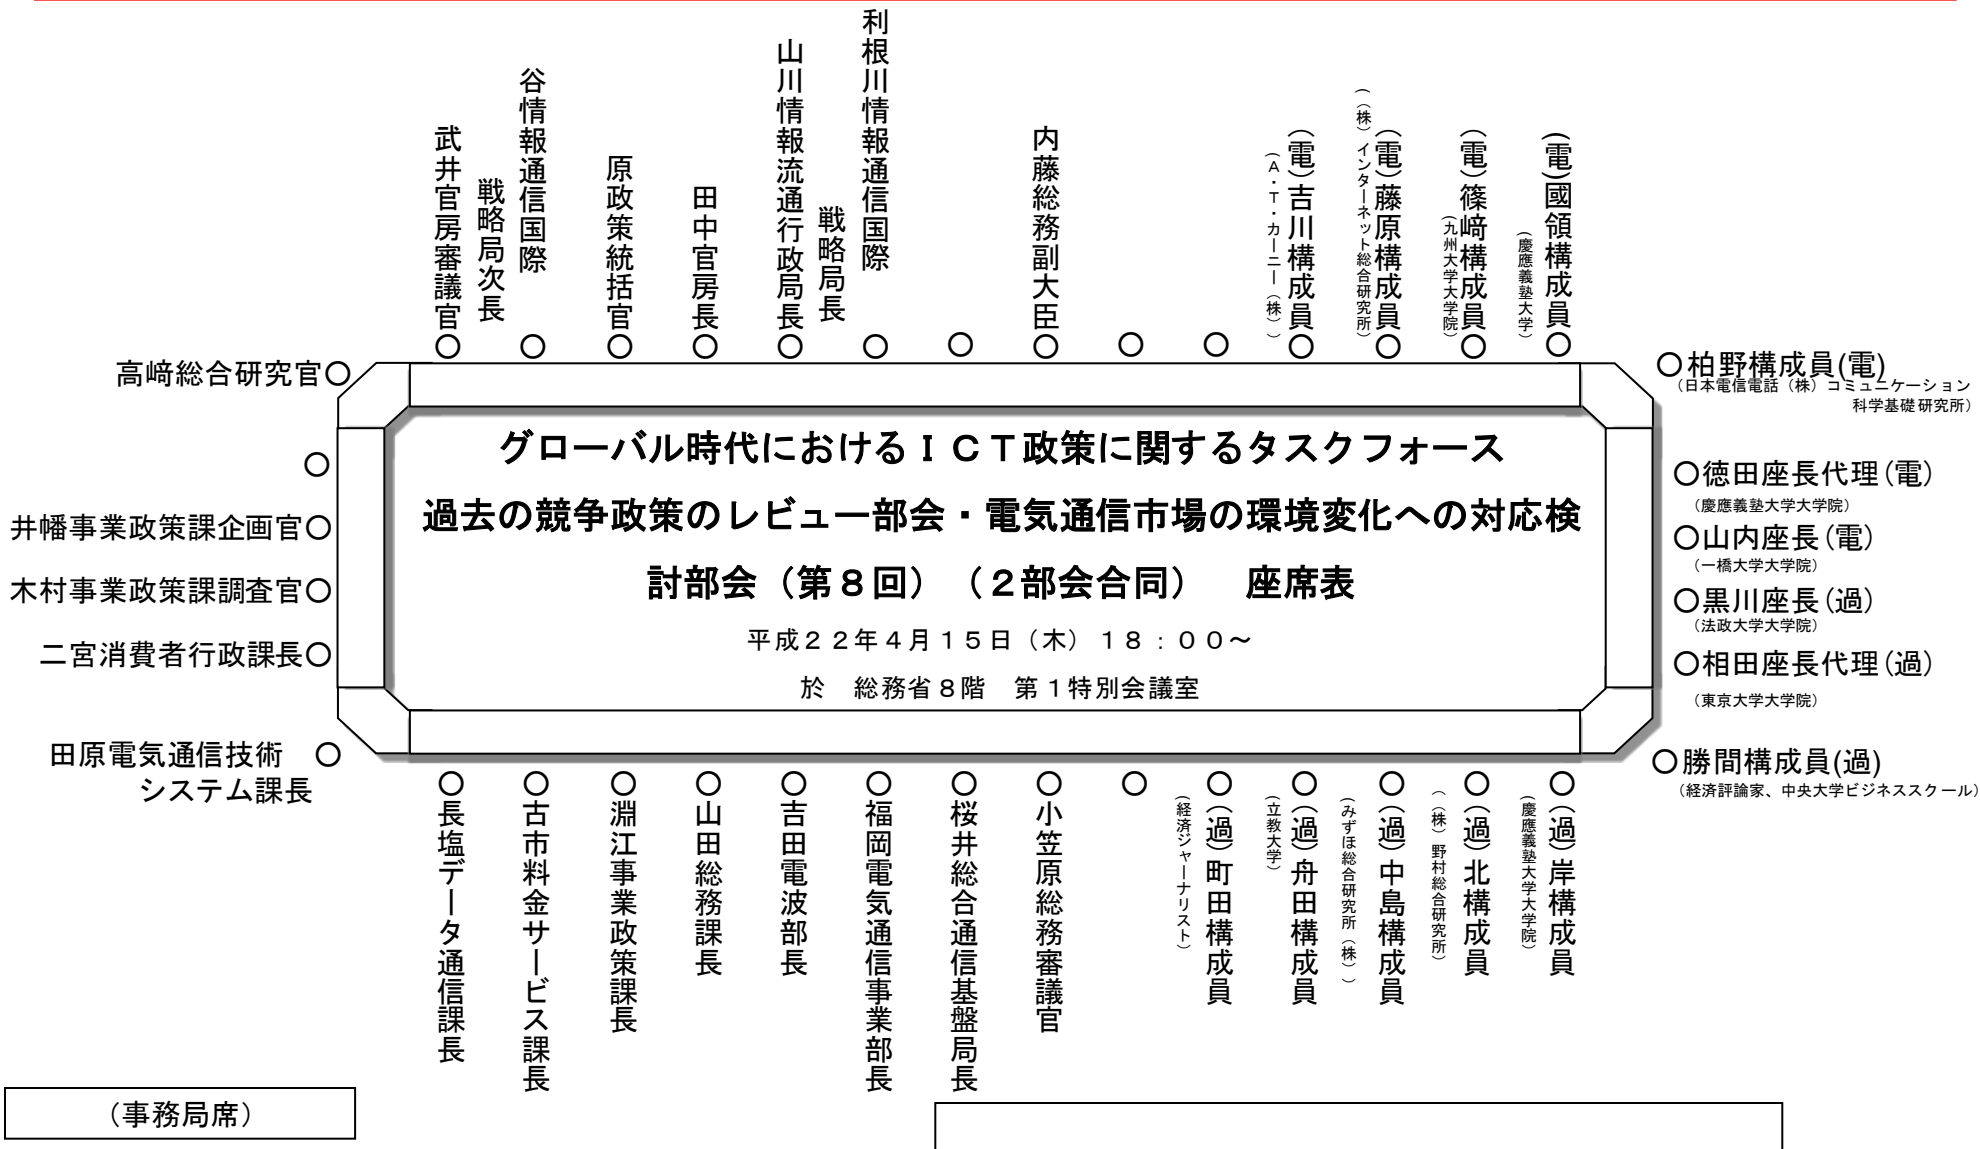 利根川情報通信国際
戦略局長
山川情報流通行政局長
谷情報通信国際
戦略局次長
武井官房審議官
原政策統括官
田中官房長
内藤総務副大臣
(電)吉川構成員
(A・T・カーニー(株))
(電)藤原構成員
((株)インターネット総合研究所)
(電)篠﨑構成員
(九州大学大学院)
(電)國領構成員
(慶應義塾大学)
高﨑総合研究官○
○
井幡事業政策課企画官○
木村事業政策課調査官○
二宮消費者行政課長○
田原電気通信技術 ○
システム課長
グローバル時代におけるICT政策に関するタスクフォース
過去の競争政策のレビュー部会・電気通信市場の環境変化への対応検
討部会(第8回)(2部会合同) 座席表
平成22年4月15日(木)18:00〜
於 総務省8階 第1特別会議室
○柏野構成員(電)
(日本電信電話(株)コミュニケーション
科学基礎研究所)
○徳田座長代理(電)
(慶應義塾大学大学院)
○山内座長(電)
(一橋大学大学院)
○黒川座長(過)
(法政大学大学院)
○相田座長代理(過)
(東京大学大学院)
○勝間構成員(過)
(経済評論家、中央大学ビジネススクール)
○長塩データ通信課長
○古市料金サービス課長
○淵江事業政策課長
○山田総務課長
○吉田電波部長
○福岡電気通信事業部長
○桜井総合通信基盤局長
○小笠原総務審議官
○
○(過)町田構成員
(経済ジャーナリスト)
○(過)舟田構成員
(立教大学)
○(過)中島構成員
(みずほ総合研究所(株))
○(過)北構成員
((株)野村総合研究所)
○(過)岸構成員
(慶應義塾大学大学院)
(事務局席)